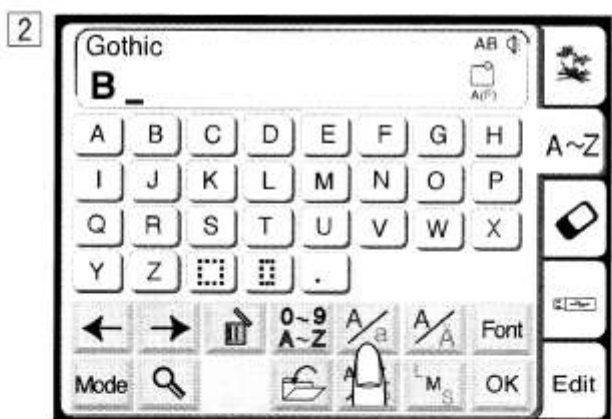 2
Gothic
AB
B_
A(F)
A B C D E F G H
A~Z
I J K L M N O P
Q R S T U V W X
Y Z .
0~9 A~Z A/a A/Ä Font
Mode L M S OK Edit